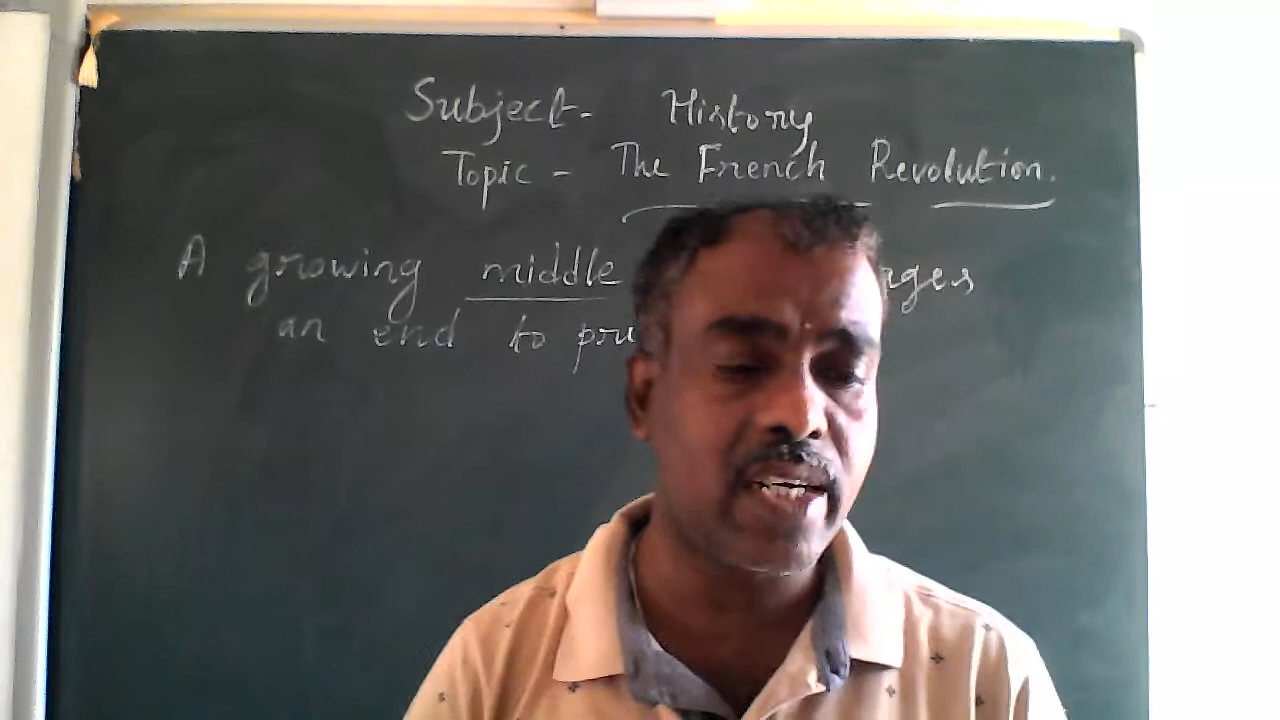 Subject- History
Topic - The French Revolution.
A growing middle
an end to